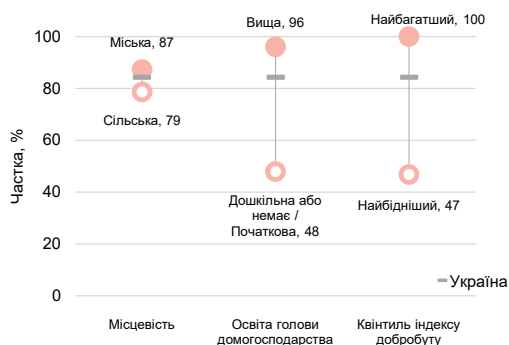 Частка, %
100
80
60
40
20
0
Міська, 87
Сільська, 79
Вища, 96
Дошкільна або
немає /
Початкова, 48
Найбагатший, 100
Найбідніший, 47
Україна
Місцевість
Освіта голови
домогосподарства
Квінтиль індексу
добробуту